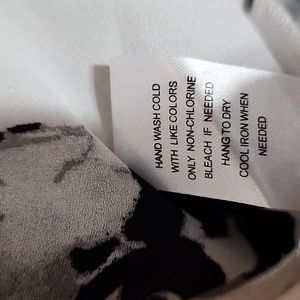 HAND WASH COLD
WITH LIKE COLORS
ONLY NON-CHLORINE
BLEACH IF NEEDED
HANG TO DRY
COOL IRON WHEN
NEEDED